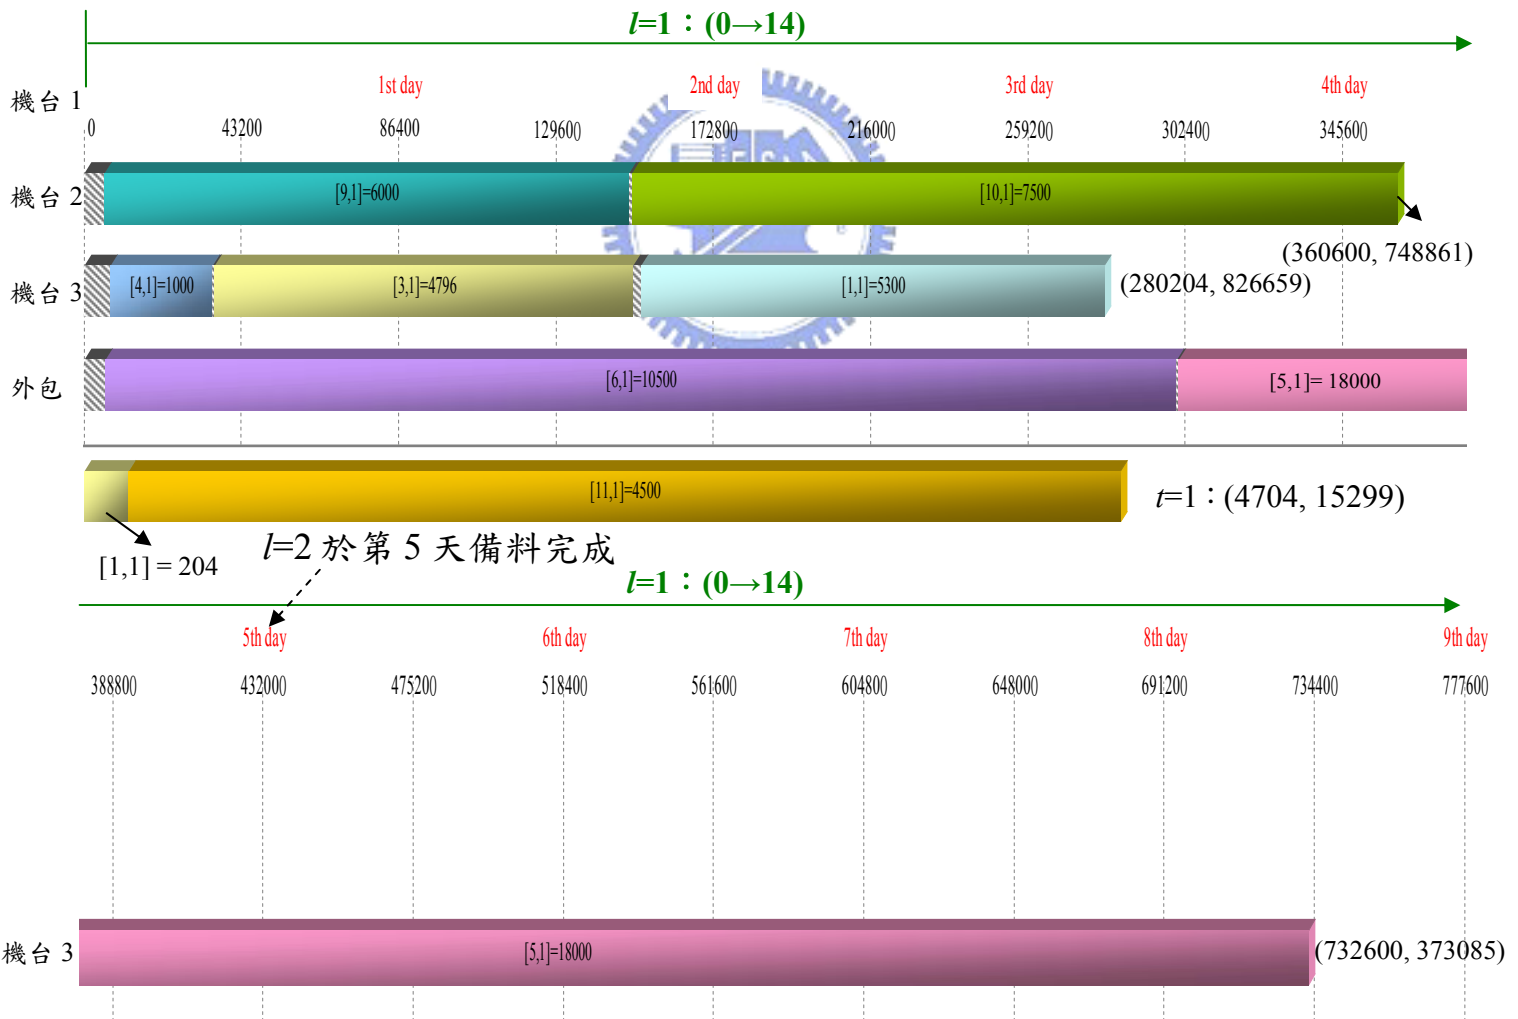 l=1：(0→14)
1st day 2nd day 3rd day 4th day
機台 1
0 43200 86400 129600 172800 216000 259200 302400 345600
機台 2 [9,1]=6000 [10,1]=7500
(360600, 748861)
機台 3 [4,1]=1000 [3,1]=4796 [1,1]=5300 (280204, 826659)
外包 [6,1]=10500 [5,1]= 18000
[11,1]=4500 t=1：(4704, 15299)
[1,1] = 204
l=2 於第 5 天備料完成
l=1：(0→14)
5th day 6th day 7th day 8th day 9th day
388800 432000 475200 518400 561600 604800 648000 691200 734400 777600
機台 3 [5,1]=18000 (732600, 373085)